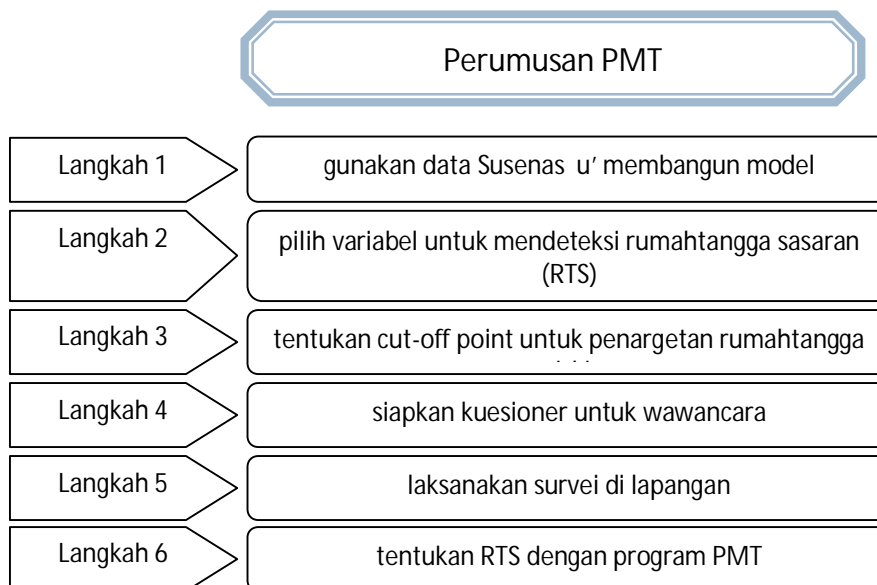 Perumusan PMT
Langkah 1
gunakan data Susenas u' membangun model
Langkah 2
pilih variabel untuk mendeteksi rumahtangga sasaran
(RTS)
Langkah 3
tentukan cut-off point untuk penargetan rumahtangga
Langkah 4
siapkan kuesioner untuk wawancara
Langkah 5
laksanakan survei di lapangan
Langkah 6
tentukan RTS dengan program PMT